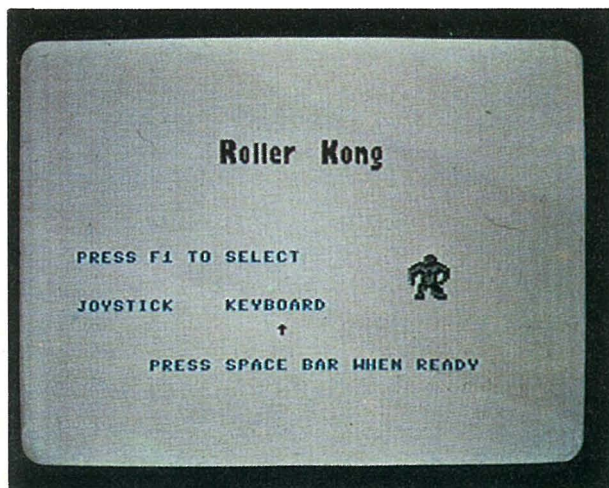 Roller Kong
PRESS F1 TO SELECT
JOYSTICK KEYBOARD
↑
PRESS SPACE BAR WHEN READY